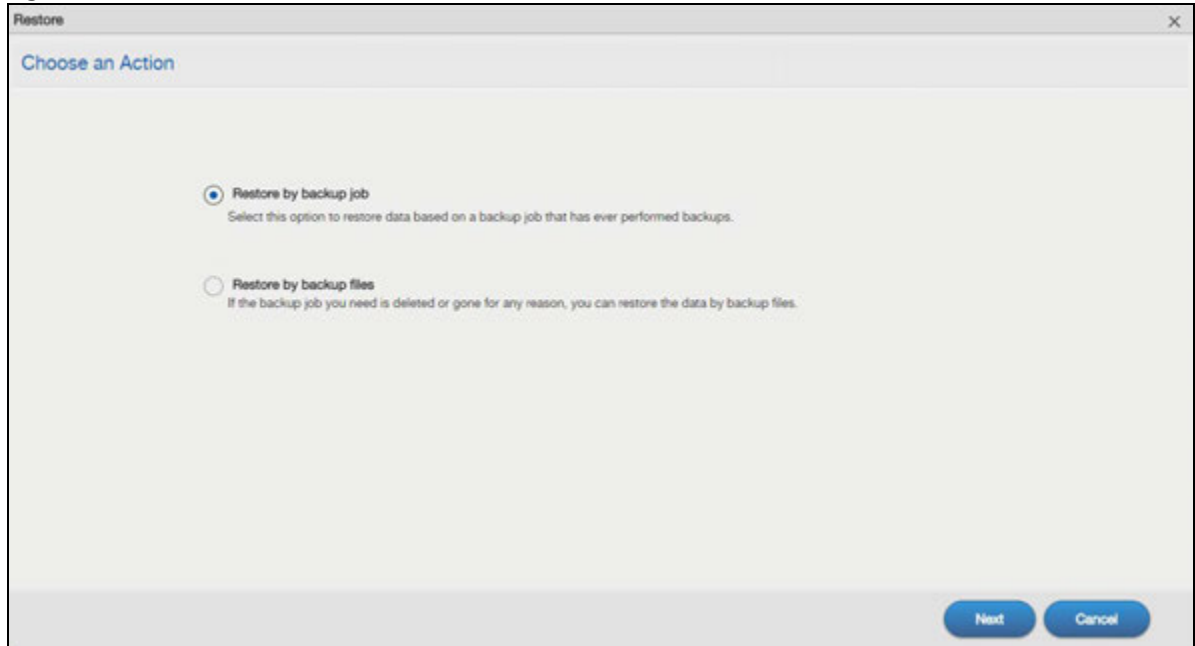 Restore
Choose an Action
Restore by backup job
Select this option to restore data based on a backup job that has ever performed backups.
Restore by backup files
If the backup job you need is deleted or gone for any reason, you can restore the data by backup files.
Next Cancel